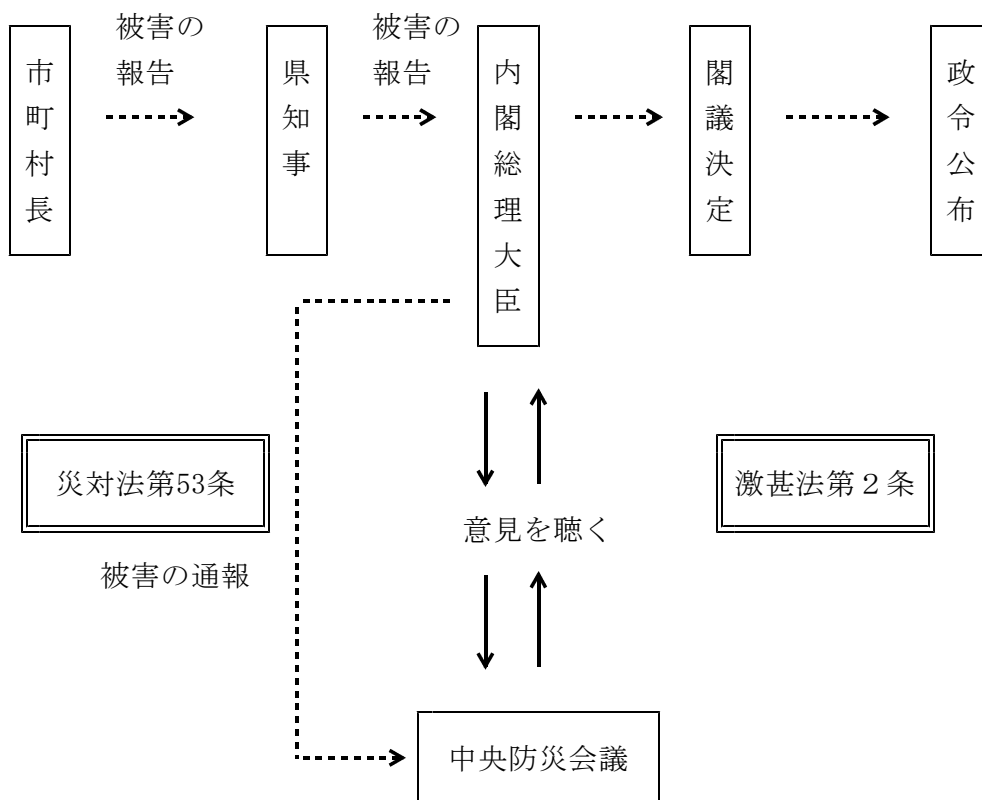 被害の
報告
被害の
報告
市町村長
県知事
内閣総理大臣
閣議決定
政令公布
災対法第53条
激甚法第２条
意見を聴く
被害の通報
中央防災会議